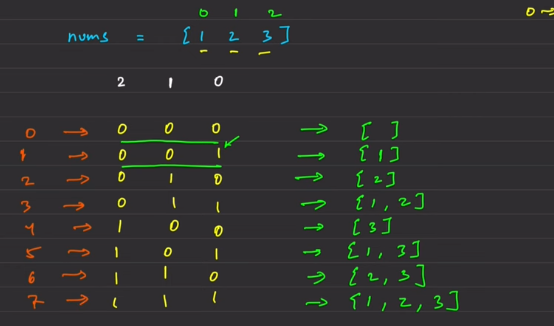 0 1 2
0 →
nums = [ 1 2 3 ]
2 1 0
0 → 0 0 0 → [ ]
1 → 0 0 1 → [ 1 ]
2 → 0 1 0 → [ 2 ]
3 → 0 1 1 → [ 1, 2 ]
4 → 1 0 0 → [ 3 ]
5 → 1 0 1 → [ 1, 3 ]
6 → 1 1 0 → [ 2, 3 ]
7 → 1 1 1 → [ 1, 2, 3 ]